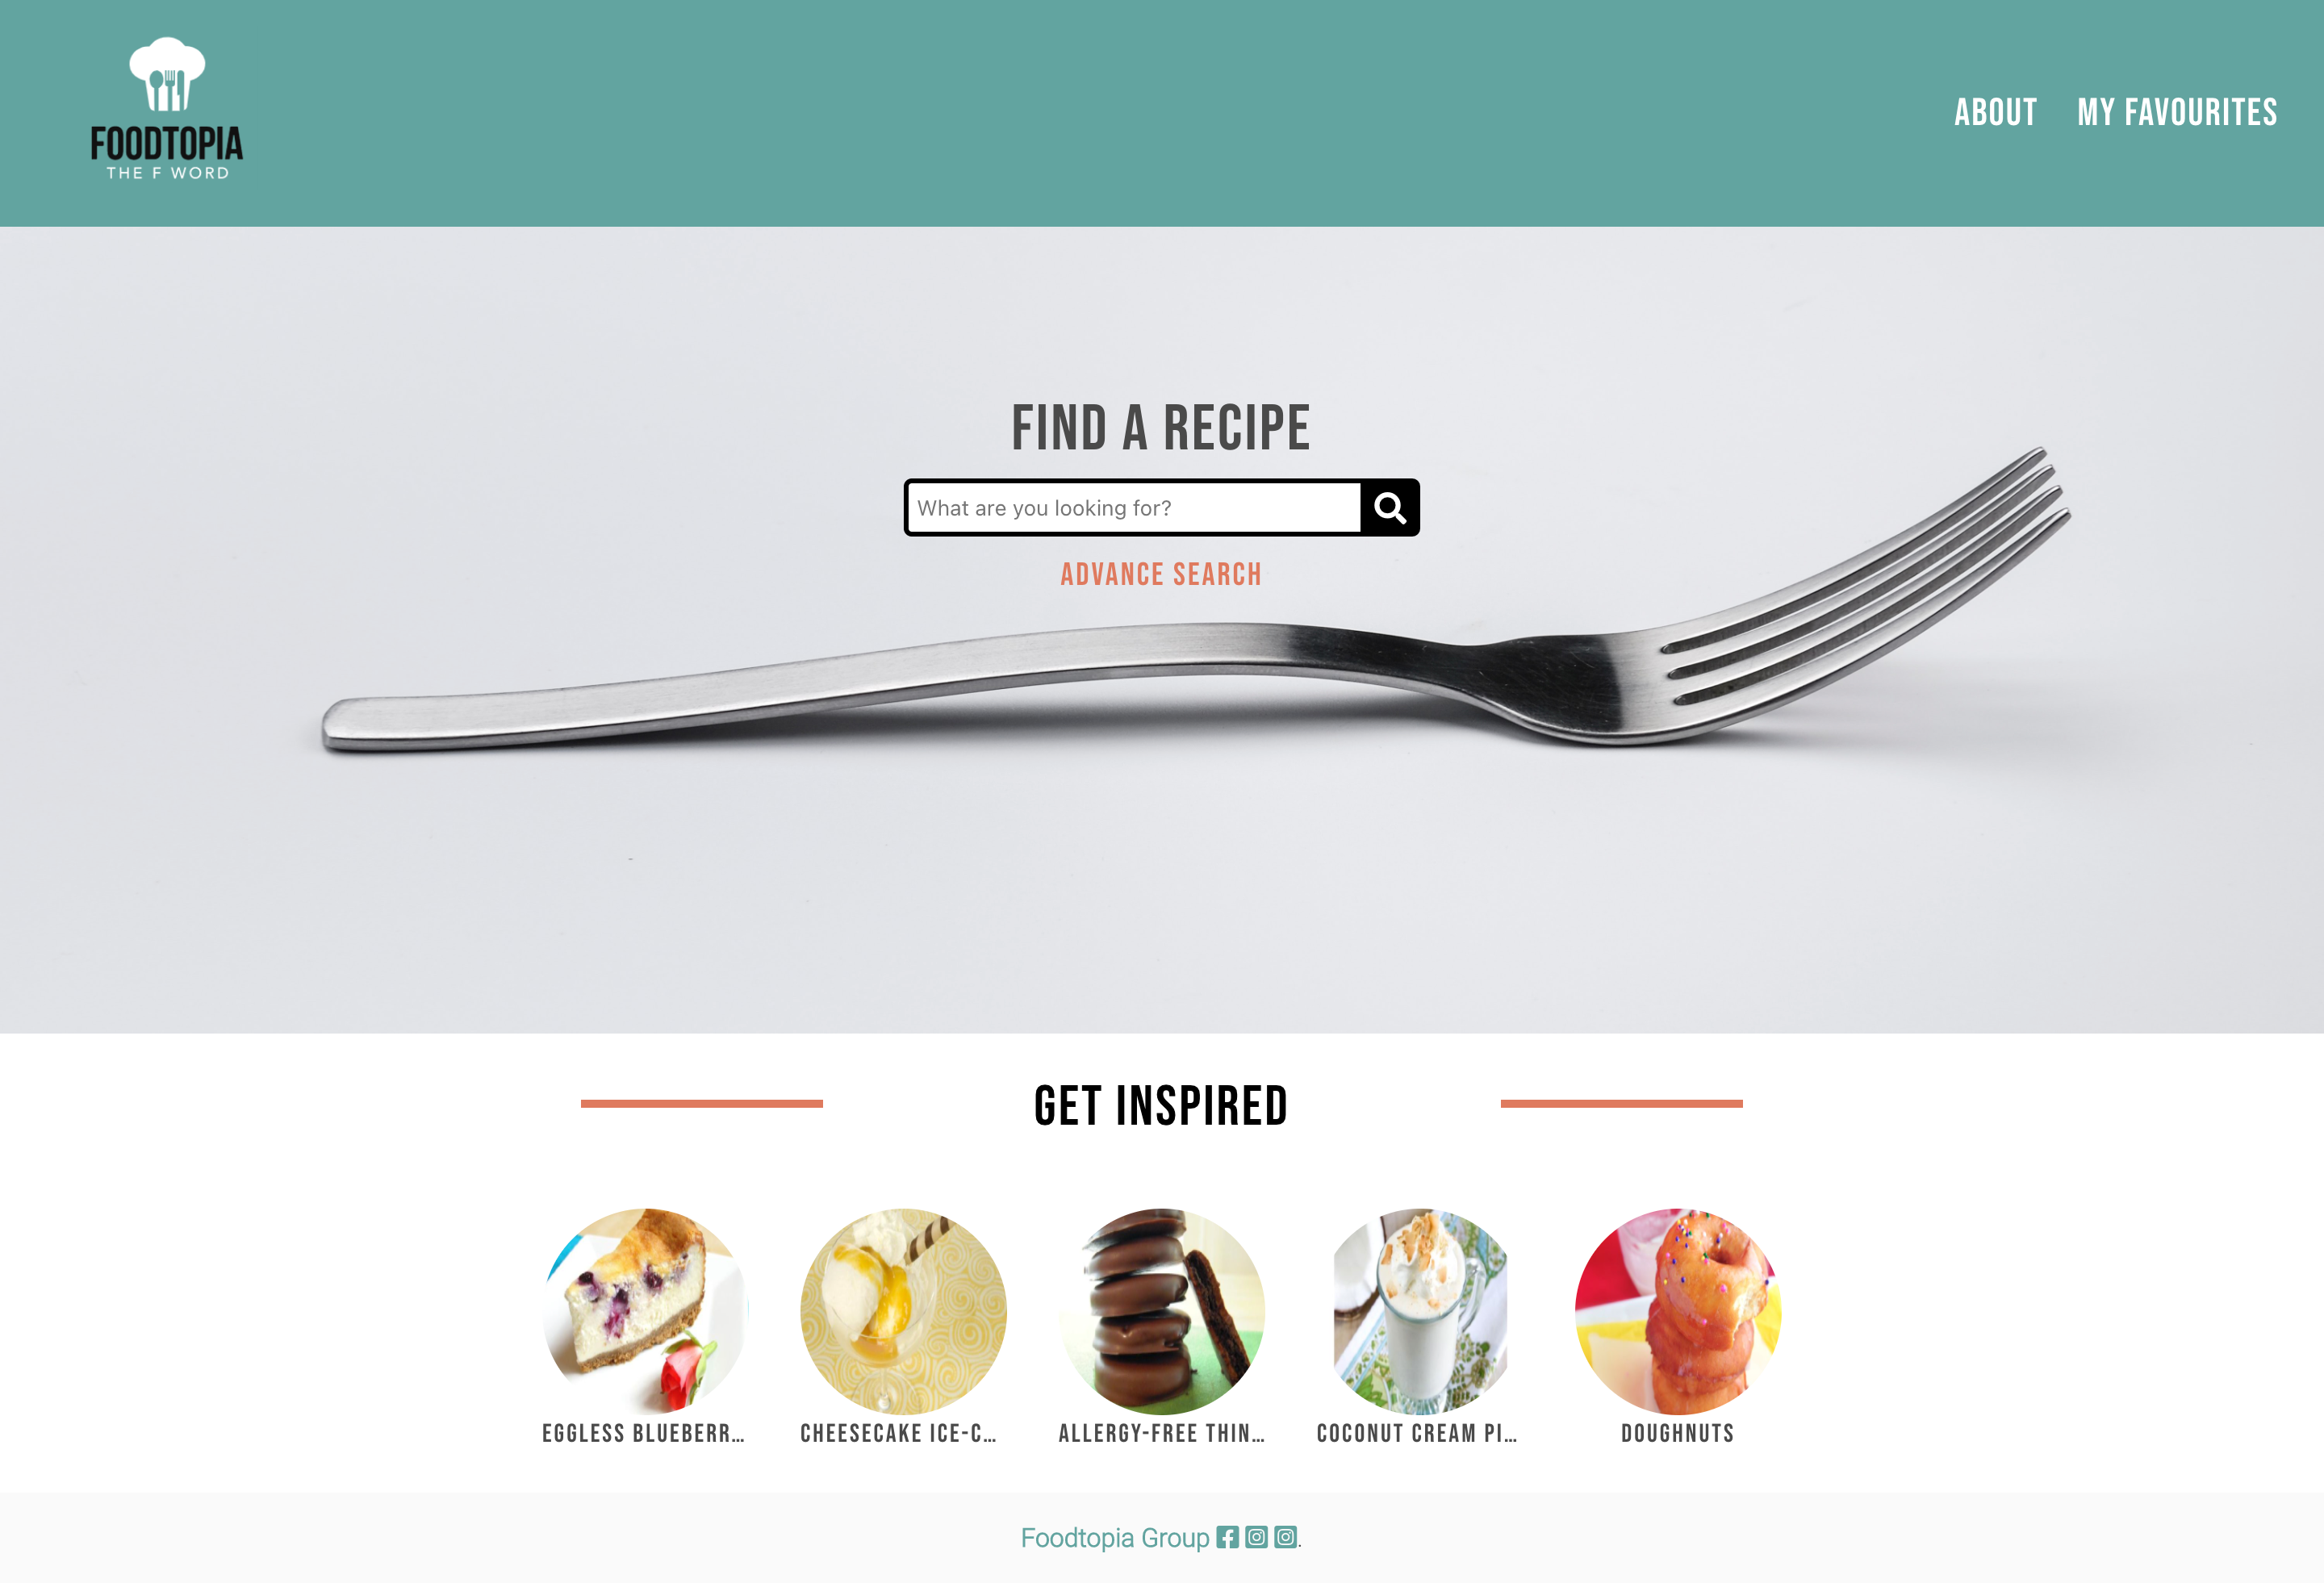 FOODTOPIA
THE F WORD
ABOUT
MY FAVOURITES
FIND A RECIPE
What are you looking for?
ADVANCE SEARCH
GET INSPIRED
EGGLESS BLUEBERR…
CHEESECAKE ICE-C…
ALLERGY-FREE THIN…
COCONUT CREAM PI…
DOUGHNUTS
Foodtopia Group .